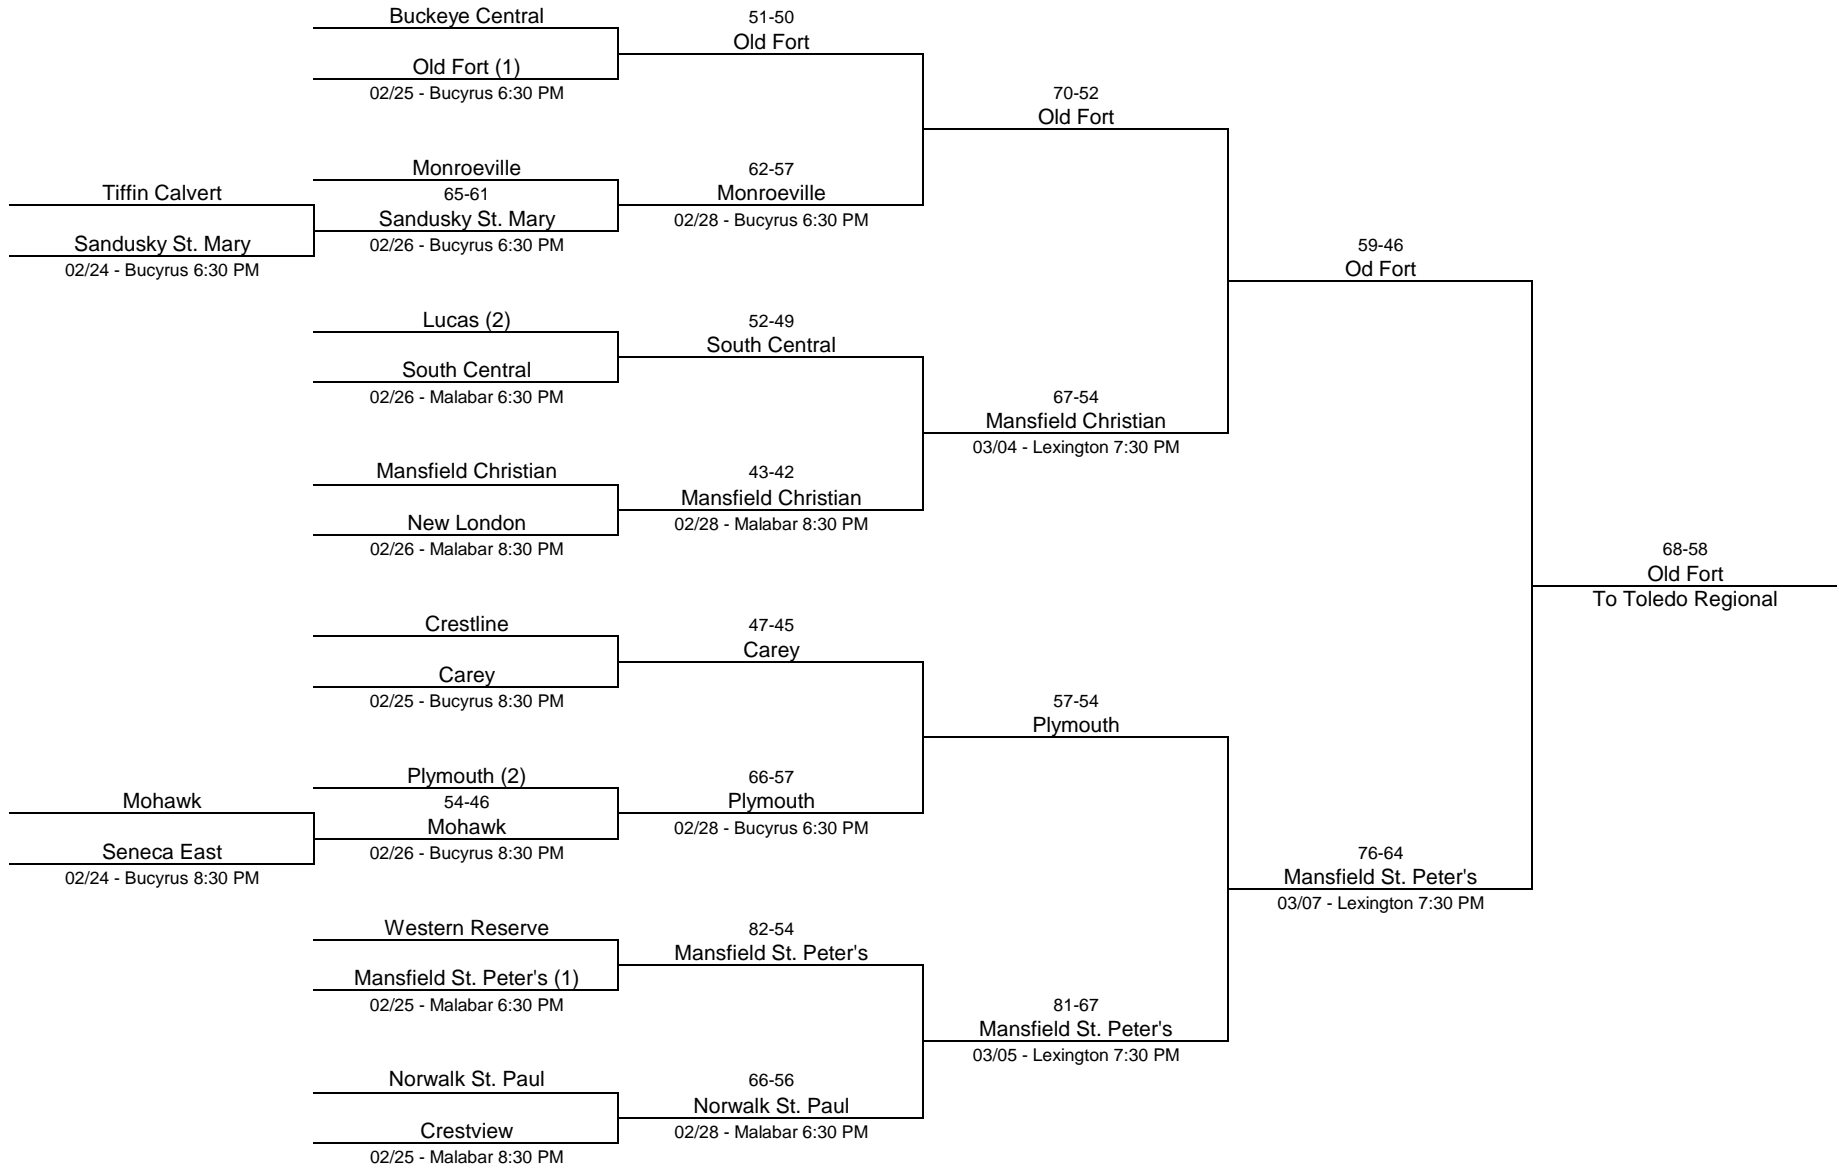 Buckeye Central
51-50
Old Fort
Old Fort (1)
02/25 - Bucyrus 6:30 PM
70-52
Old Fort
Monroeville
62-57
Tiffin Calvert
65-61
Monroeville
Sandusky St. Mary
02/28 - Bucyrus 6:30 PM
Sandusky St. Mary
02/26 - Bucyrus 6:30 PM
02/24 - Bucyrus 6:30 PM
59-46
Od Fort
Lucas (2)
52-49
South Central
South Central
02/26 - Malabar 6:30 PM
67-54
Mansfield Christian
03/04 - Lexington 7:30 PM
Mansfield Christian
43-42
Mansfield Christian
New London
02/28 - Malabar 8:30 PM
02/26 - Malabar 8:30 PM
68-58
Old Fort
To Toledo Regional
Crestline
47-45
Carey
Carey
02/25 - Bucyrus 8:30 PM
57-54
Plymouth
Plymouth (2)
66-57
Mohawk
54-46
Plymouth
Mohawk
02/28 - Bucyrus 6:30 PM
Seneca East
02/26 - Bucyrus 8:30 PM
02/24 - Bucyrus 8:30 PM
76-64
Mansfield St. Peter's
03/07 - Lexington 7:30 PM
Western Reserve
82-54
Mansfield St. Peter's
Mansfield St. Peter's (1)
02/25 - Malabar 6:30 PM
81-67
Mansfield St. Peter's
03/05 - Lexington 7:30 PM
Norwalk St. Paul
66-56
Norwalk St. Paul
Crestview
02/28 - Malabar 6:30 PM
02/25 - Malabar 8:30 PM